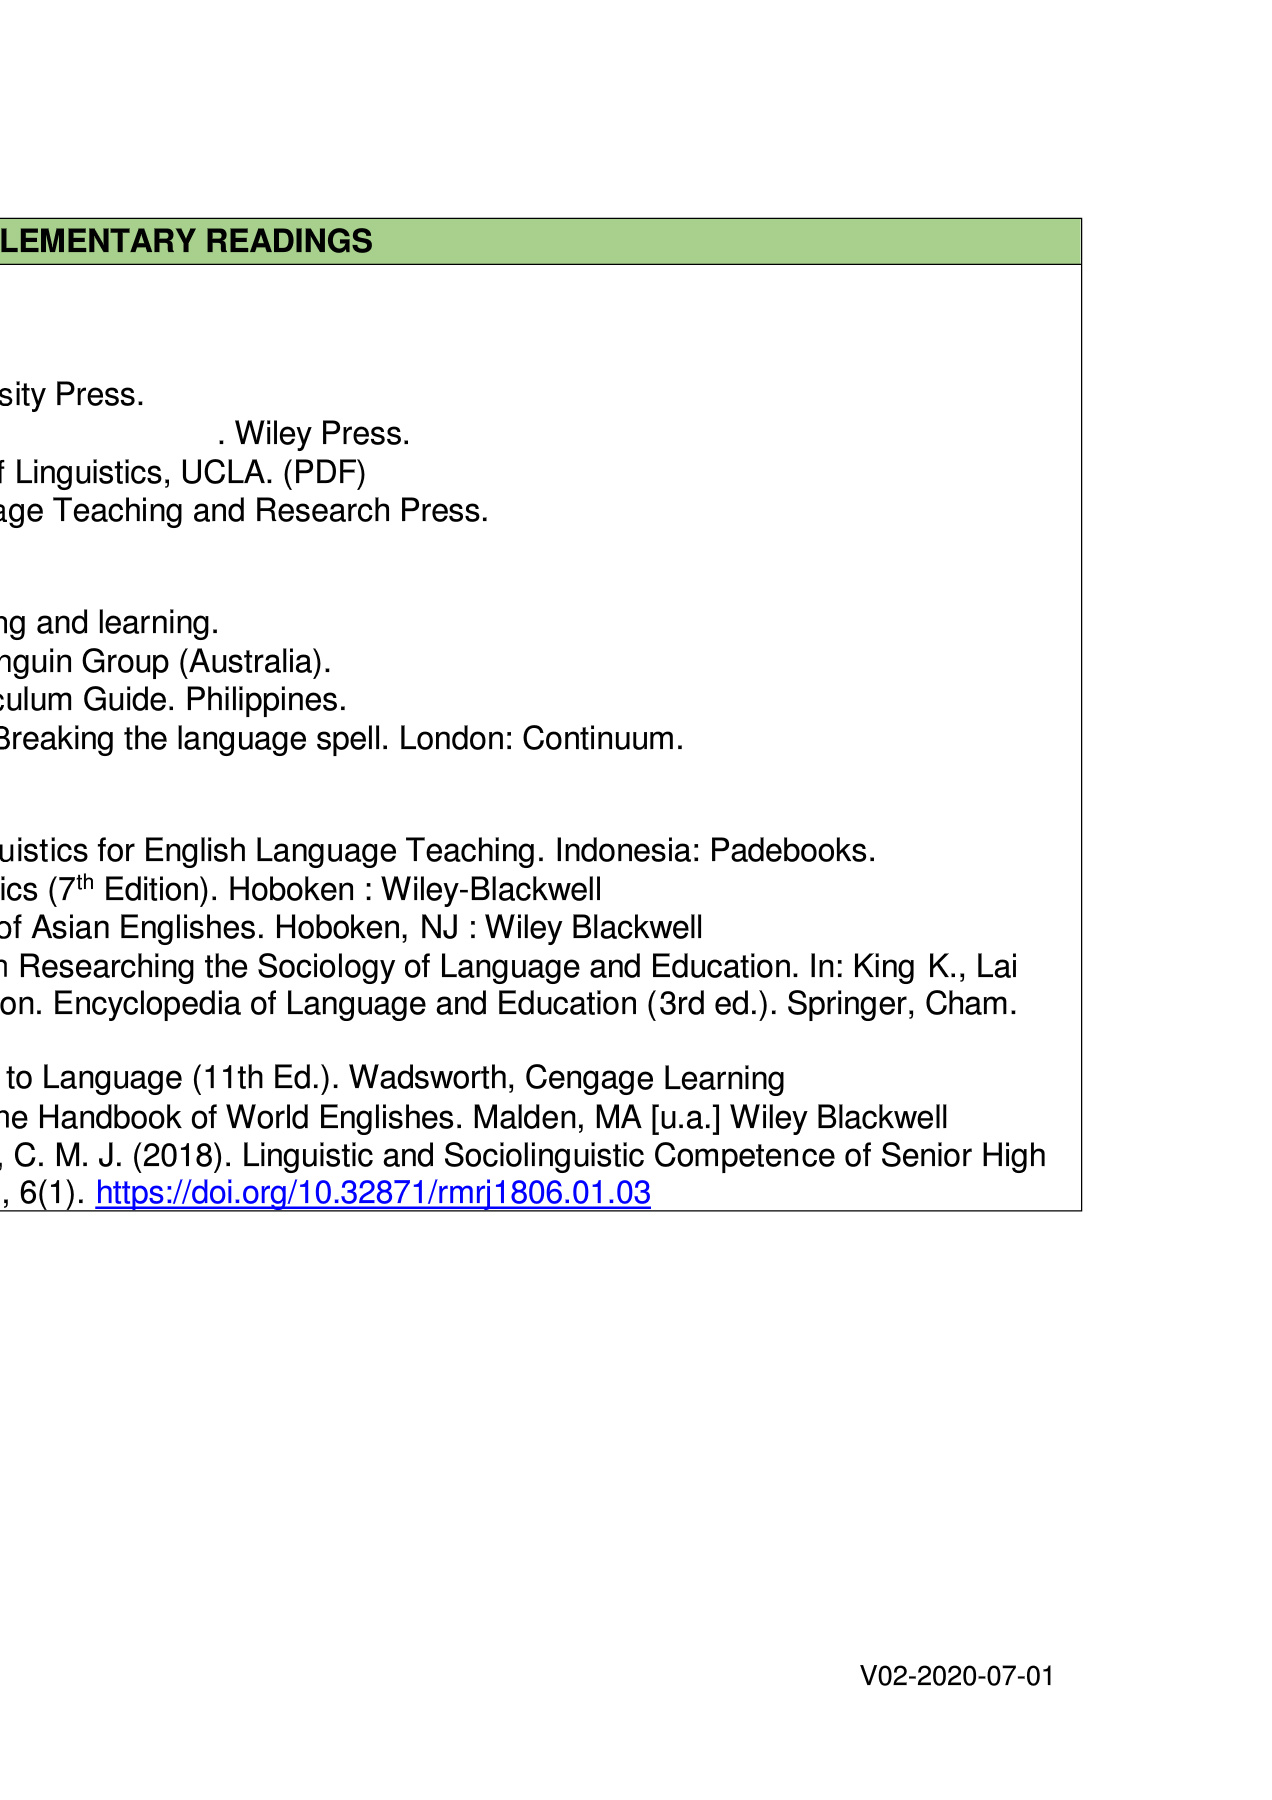 LEMENTARY READINGS
sity Press.
. Wiley Press.
f Linguistics, UCLA. (PDF)
age Teaching and Research Press.
ng and learning.
nguin Group (Australia).
culum Guide. Philippines.
Breaking the language spell. London: Continuum.
uistics for English Language Teaching. Indonesia: Padebooks.
ics (7th Edition). Hoboken : Wiley-Blackwell
of Asian Englishes. Hoboken, NJ : Wiley Blackwell
n Researching the Sociology of Language and Education. In: King K., Lai
on. Encyclopedia of Language and Education (3rd ed.). Springer, Cham.
to Language (11th Ed.). Wadsworth, Cengage Learning
he Handbook of World Englishes. Malden, MA [u.a.] Wiley Blackwell
, C. M. J. (2018). Linguistic and Sociolinguistic Competence of Senior High
, 6(1). https://doi.org/10.32871/rmrj1806.01.03
V02-2020-07-01